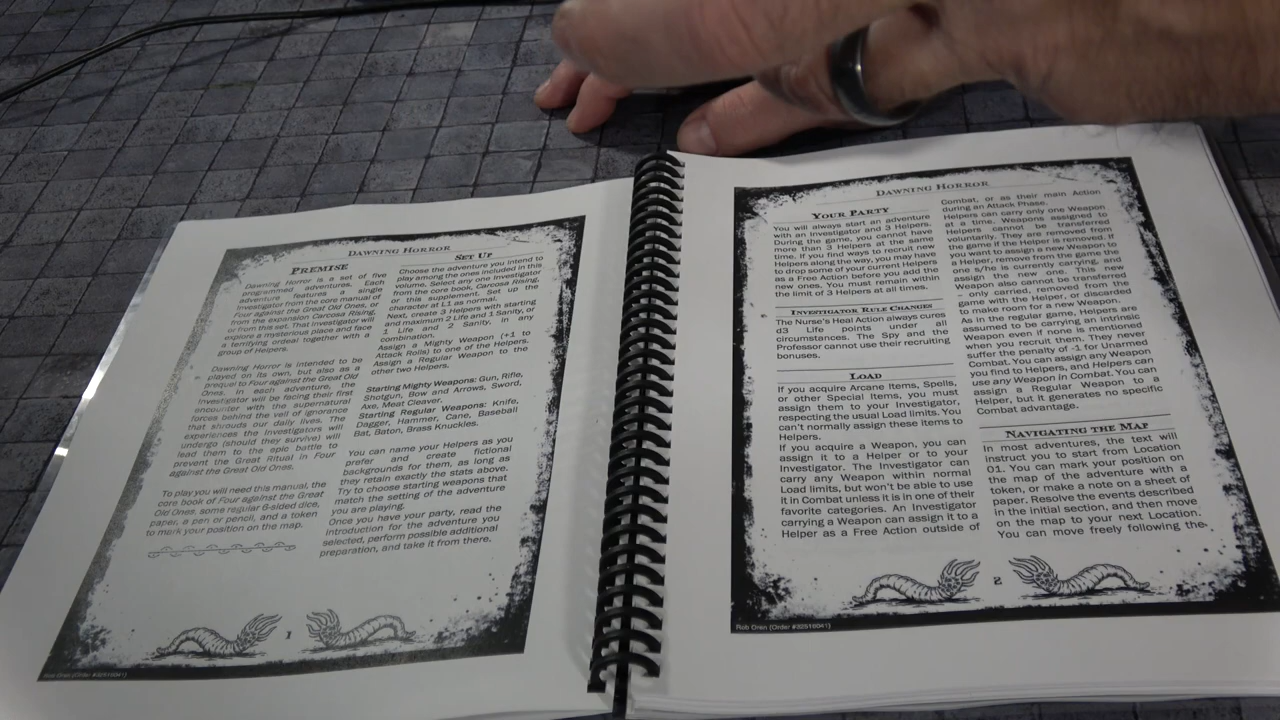 DAWNING HORROR
PREMISE
Dawning Horror is a set of five
programmed adventures. Each
adventure features a single
Investigator from the core manual of
Four against the Great Old Ones, or
from the expansion Carcosa Rising,
or from this set. That Investigator will
explore a mysterious place and face
a terrifying ordeal together with a
group of Helpers.
Dawning Horror is intended to be
played on its own, but also as a
prequel to Four against the Great Old
Ones. In each adventure, the
Investigator will be facing their first
encounter with the supernatural
forces behind the veil of ignorance
that shrouds our daily lives. The
experiences the Investigators will
undergo (should they survive) will
lead them to the epic battle to
prevent the Great Ritual in Four
against the Great Old Ones.
To play you will need this manual, the
core book of Four against the Great
Old Ones, some regular 6-sided dice,
paper, a pen or pencil, and a token
to mark your position on the map.
SET UP
Choose the adventure you intend to
play among the ones included in this
volume. Select any one Investigator
from the core book, Carcosa Rising,
or this supplement. Set up the
character at L1 as normal.
Next, create 3 Helpers with starting
and maximum 2 Life and 1 Sanity, or
1 Life and 2 Sanity, in any
combination.
Assign a Mighty Weapon (+1 to
Attack Rolls) to one of the Helpers.
Assign a Regular Weapon to the
other two Helpers.
Starting Mighty Weapons: Gun, Rifle,
Shotgun, Bow and Arrows, Sword,
Axe, Meat Cleaver.
Starting Regular Weapons: Knife,
Dagger, Hammer, Cane, Baseball
Bat, Baton, Brass Knuckles.
You can name your Helpers as you
prefer and create fictional
backgrounds for them, as long as
they retain exactly the stats above.
Try to choose starting weapons that
match the setting of the adventure
you are playing.
Once you have your party, read the
introduction for the adventure you
selected, perform possible additional
preparation, and take it from there.
1
Rob Oren (Order #32516041)
DAWNING HORROR
YOUR PARTY
You will always start an adventure
with an Investigator and 3 Helpers.
During the game, you cannot have
more than 3 Helpers at the same
time. If you find ways to recruit new
Helpers along the way, you may have
to drop some of your current Helpers
as a Free Action before you add the
new ones. You must remain within
the limit of 3 Helpers at all times.
INVESTIGATOR RULE CHANGES
The Nurse's Heal Action always cures
d3 Life points under all
circumstances. The Spy and the
Professor cannot use their recruiting
bonuses.
LOAD
If you acquire Arcane Items, Spells,
or other Special Items, you must
assign them to your Investigator,
respecting the usual Load limits. You
can't normally assign these items to
Helpers.
If you acquire a Weapon, you can
assign it to a Helper or to your
Investigator. The Investigator can
carry any Weapon within normal
Load limits, but won't be able to use
it in Combat unless it is in one of their
favorite categories. An Investigator
carrying a Weapon can assign it to a
Helper as a Free Action outside of
Combat, or as their main Action
during an Attack Phase.
Helpers can carry only one Weapon
at a time. Weapons assigned to
Helpers cannot be transferred
voluntarily. They are removed from
the game if the Helper is removed. If
you want to assign a new Weapon to
a Helper, remove from the game the
one s/he is currently carrying, and
assign the new one. This new
Weapon also cannot be transferred
– only carried, removed from the
game with the Helper, or discarded
to make room for a new Weapon.
As in the regular game, Helpers are
assumed to be carrying an intrinsic
Weapon even if none is mentioned
when you recruit them. They never
suffer the penalty of -1 for Unarmed
Combat. You can assign any Weapon
you find to Helpers, and Helpers can
use any Weapon in Combat. You can
assign a Regular Weapon to a
Helper, but it generates no specific
Combat advantage.
NAVIGATING THE MAP
In most adventures, the text will
instruct you to start from Location
01. You can mark your position on
the map of the adventure with a
token, or make a note on a sheet of
paper. Resolve the events described
in the initial section, and then move
on the map to your next Location.
You can move freely following the
2
Rob Oren (Order #32516041)